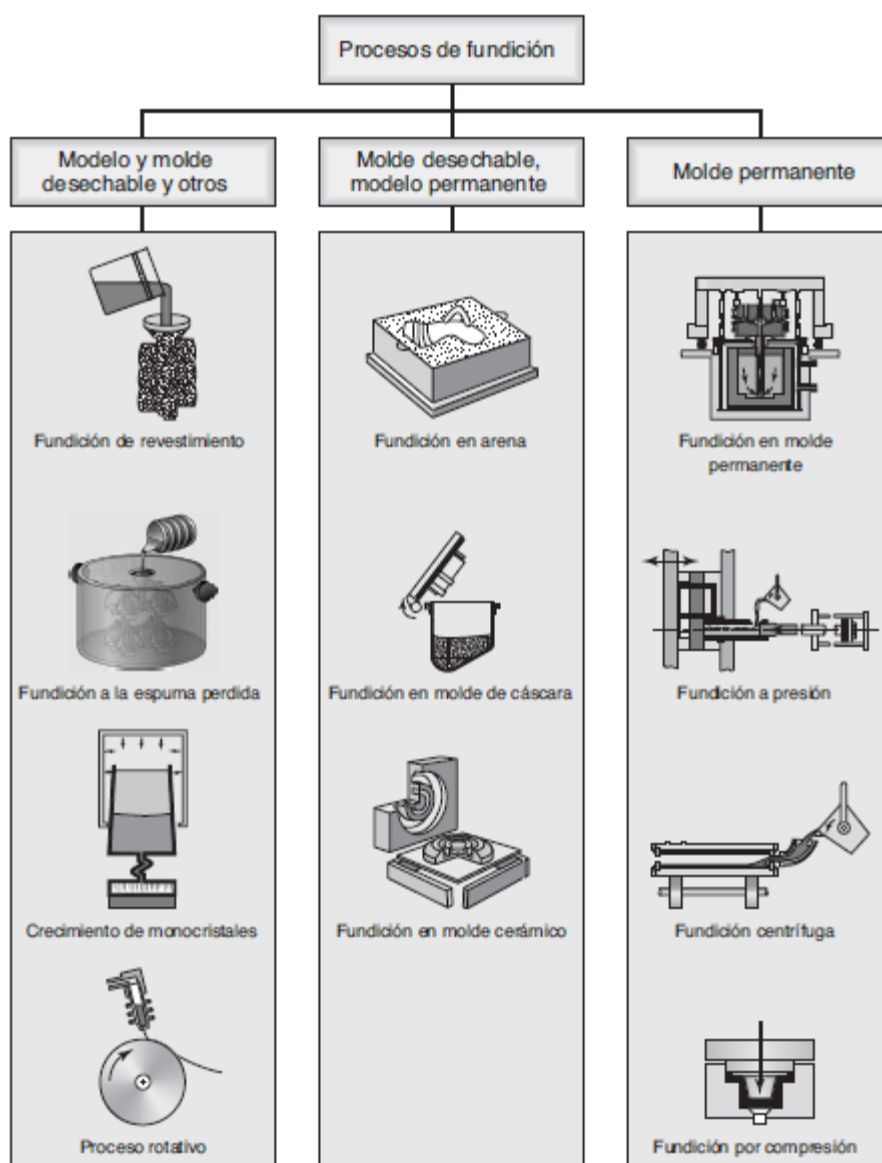 Procesos de fundición
Modelo y molde
desechable y otros
Molde desechable,
modelo permanente
Molde permanente
Fundición de revestimiento
Fundición a la espuma perdida
Crecimiento de monocristales
Proceso rotativo
Fundición en arena
Fundición en molde de cáscara
Fundición en molde cerámico
Fundición en molde
permanente
Fundición a presión
Fundición centrífuga
Fundición por compresión